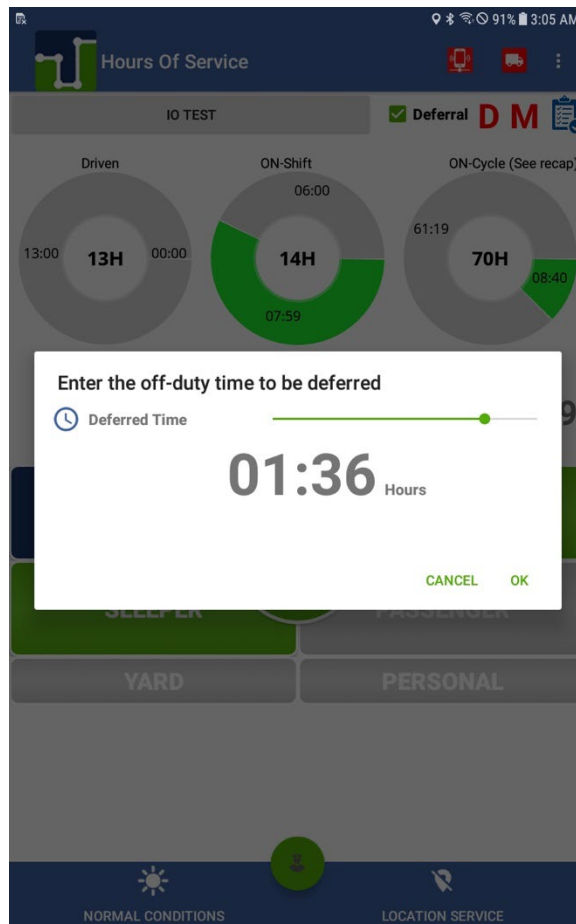 91% 3:05 AM
Hours Of Service
IO TEST
Deferral D M
Driven
ON-Shift
ON-Cycle (See recap)
13:00
13H
00:00
06:00
14H
07:59
61:19
70H
08:40
9
Enter the off-duty time to be deferred
Deferred Time
01:36 Hours
CANCEL OK
SLEEPER
PASSENGER
YARD
PERSONAL
NORMAL CONDITIONS
LOCATION SERVICE